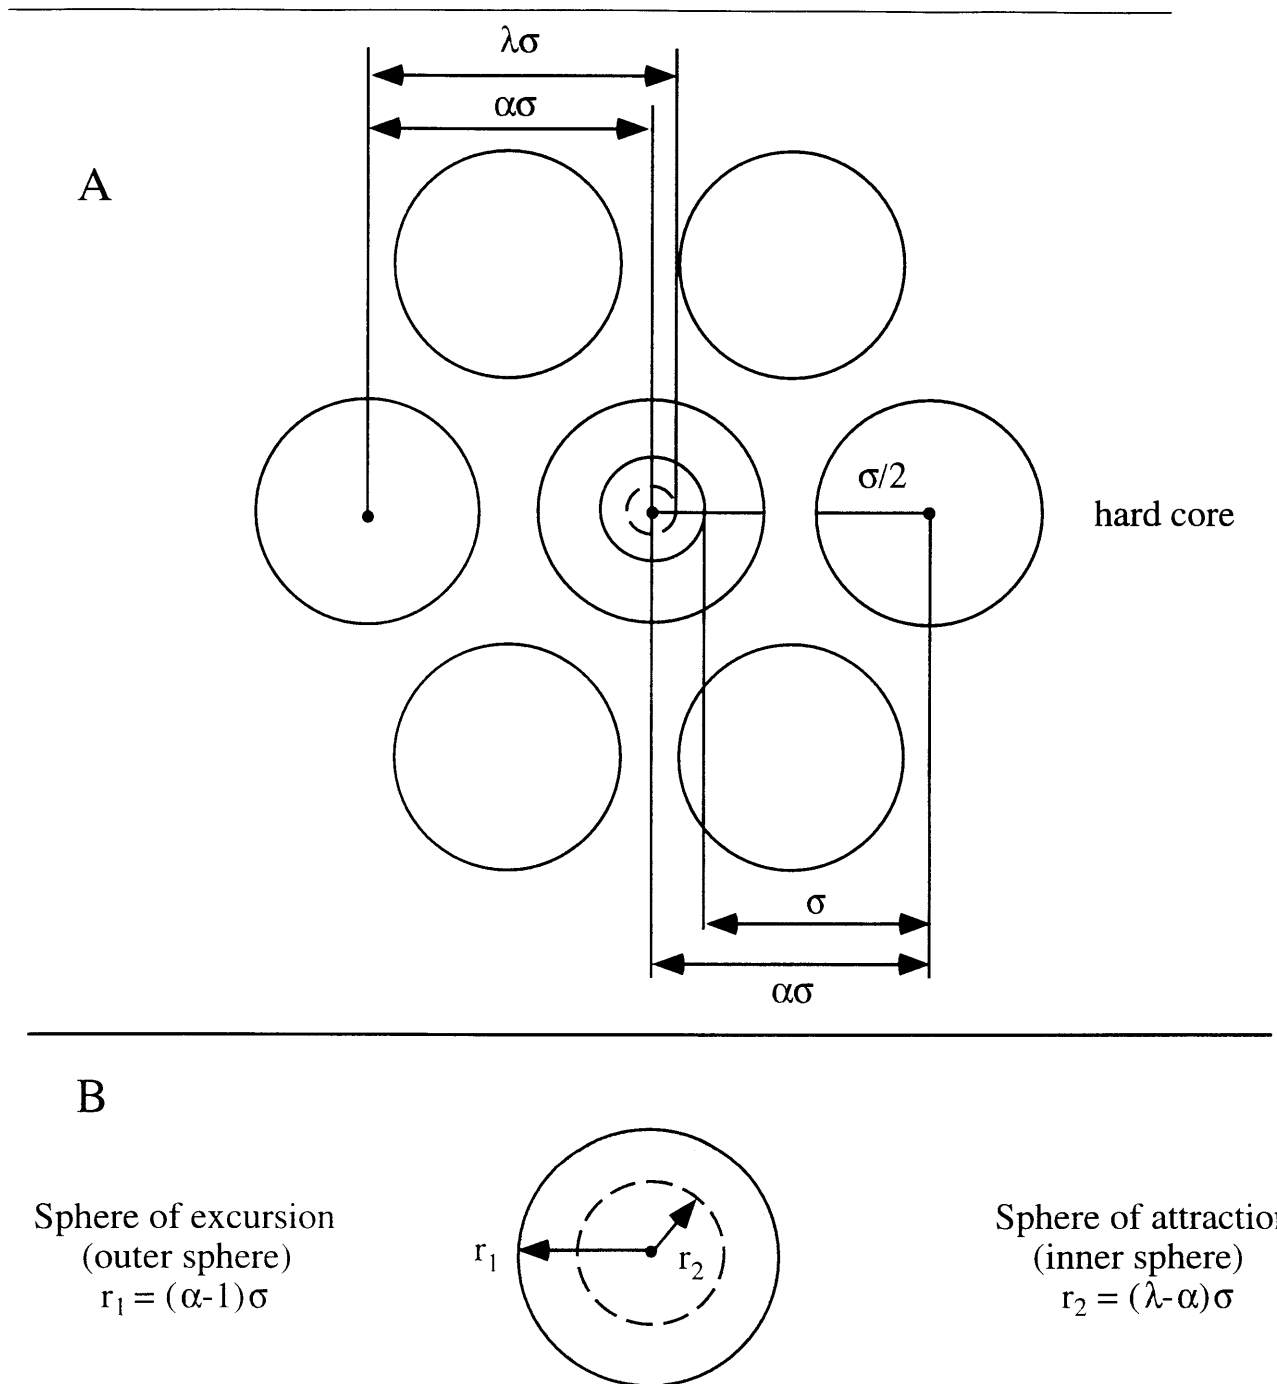 λσ
ασ
A
σ/2
hard core
σ
ασ
B
Sphere of excursion
(outer sphere)
r₁ = (α-1)σ
r₁
r₂
Sphere of attraction
(inner sphere)
r₂ = (λ-α)σ